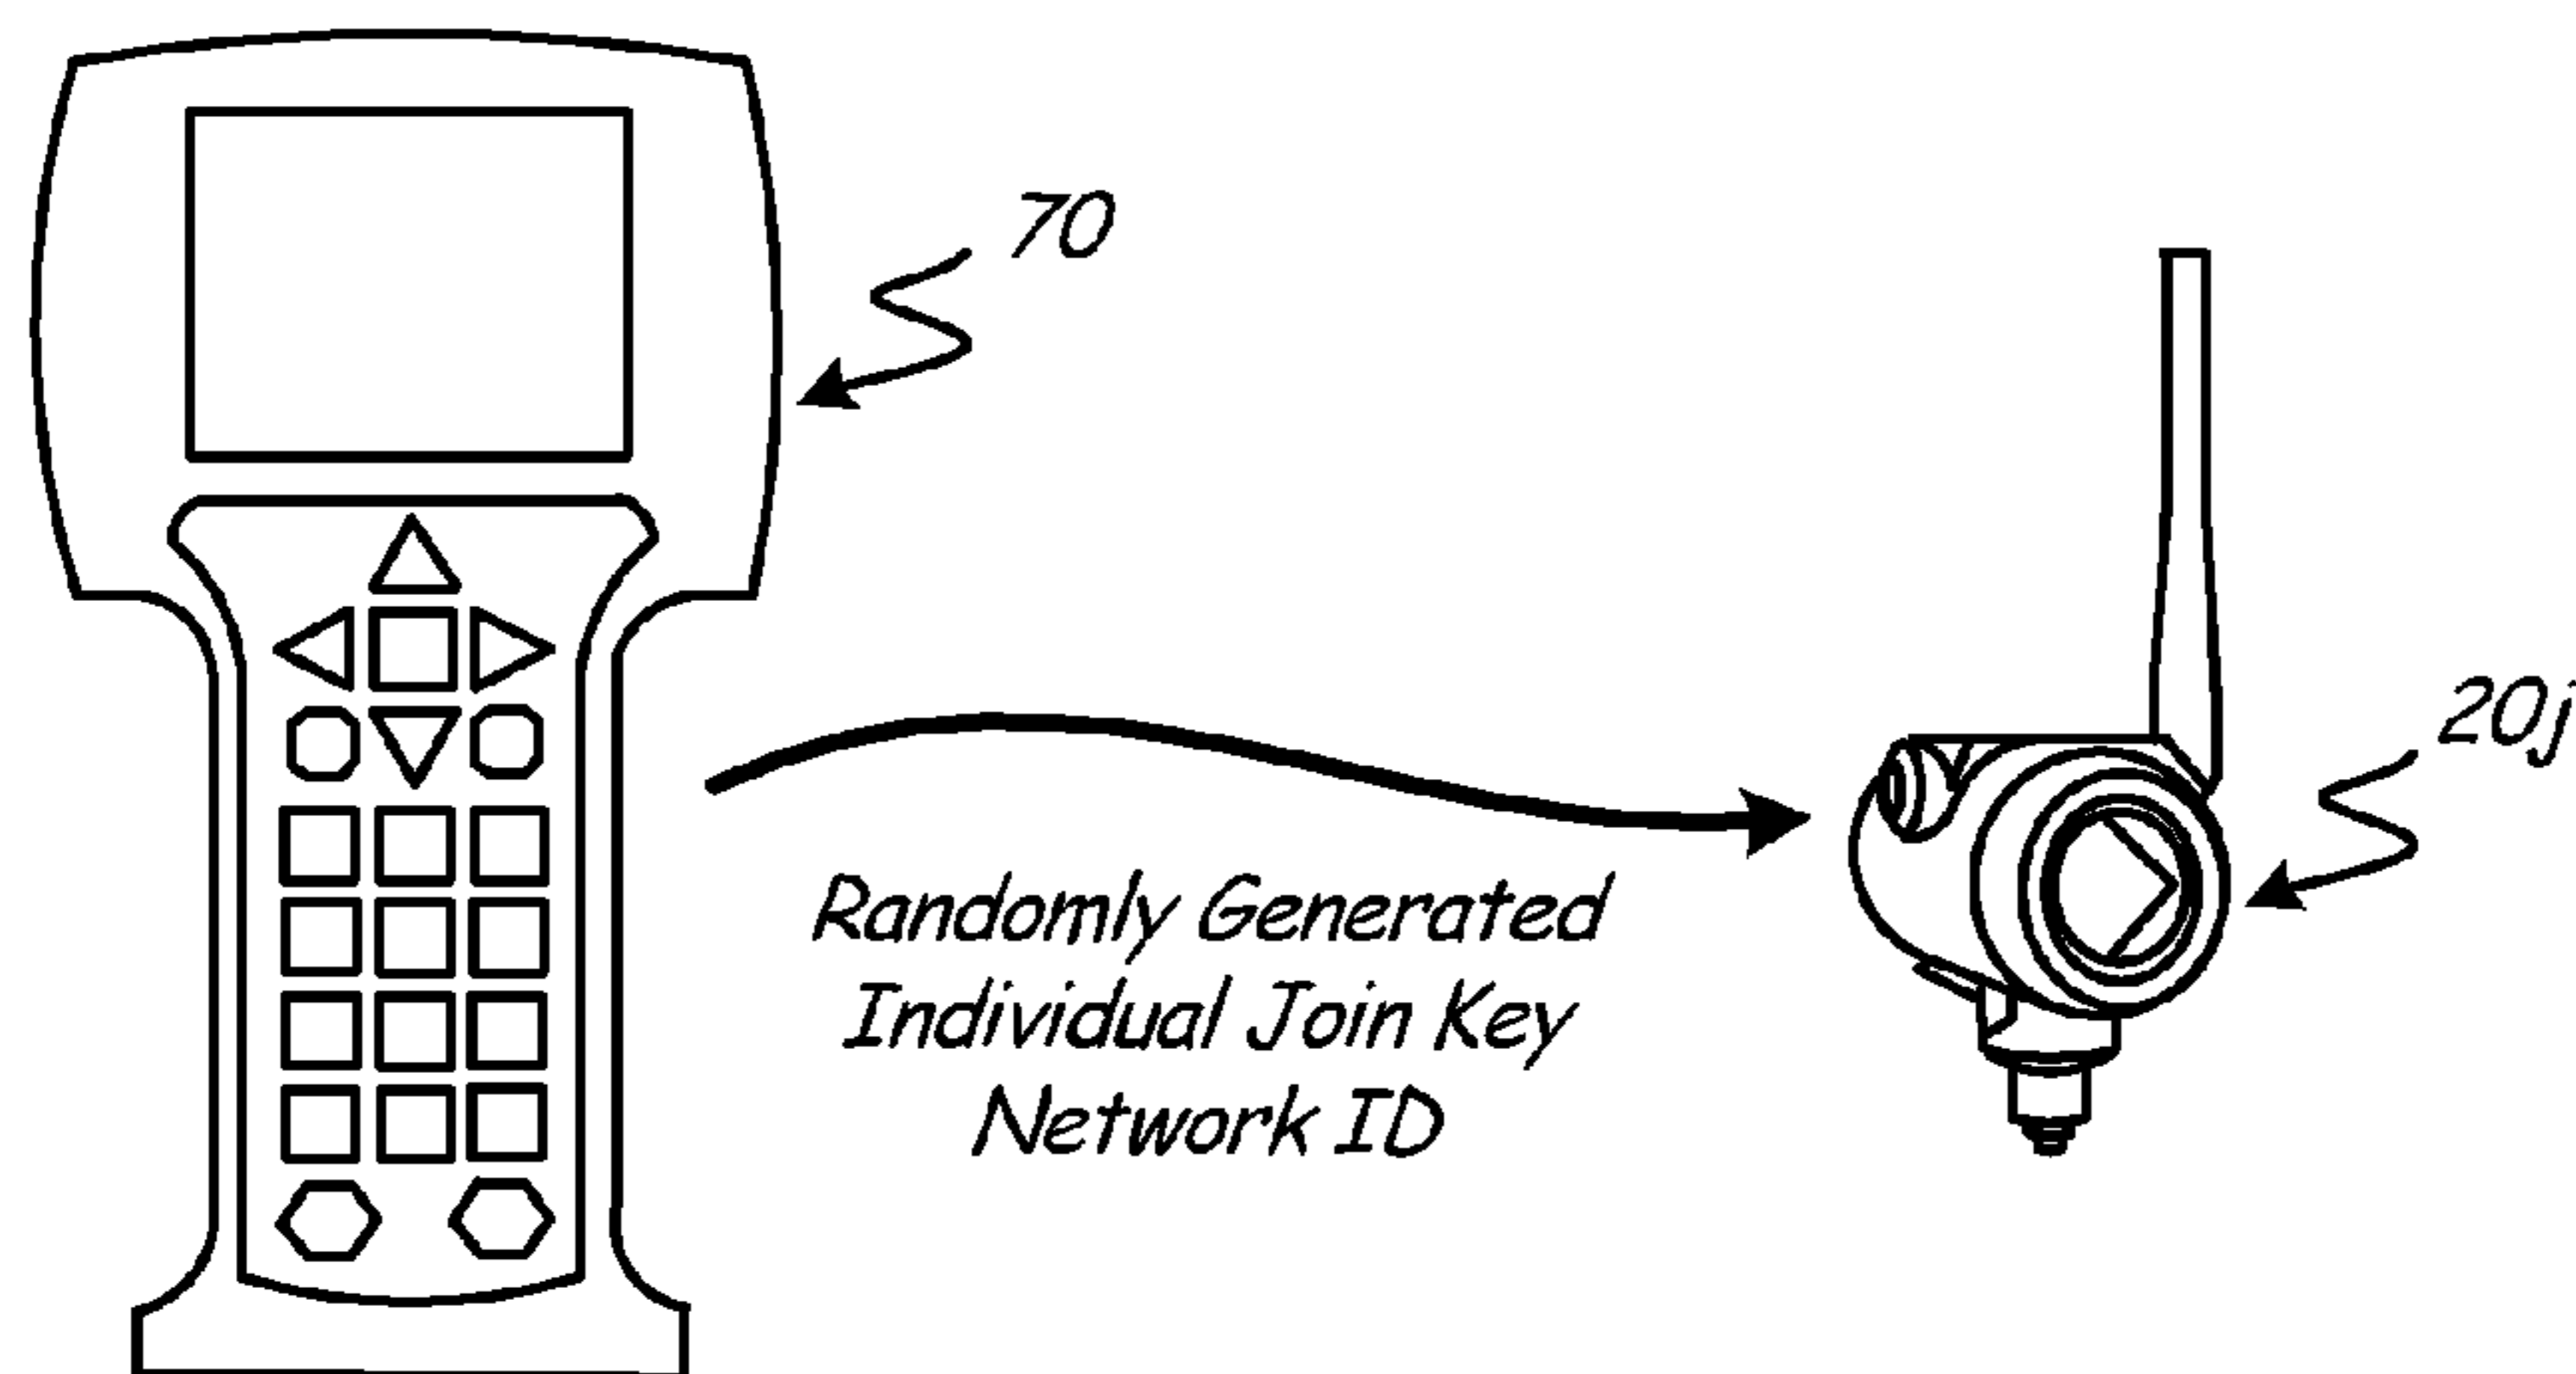 70
20j
Randomly Generated
Individual Join Key
Network ID